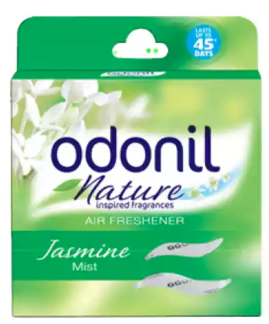 LASTS
UP TO
45*
DAYS
odonil
Nature
inspired fragrances
AIR FRESHENER
Jasmine
Mist